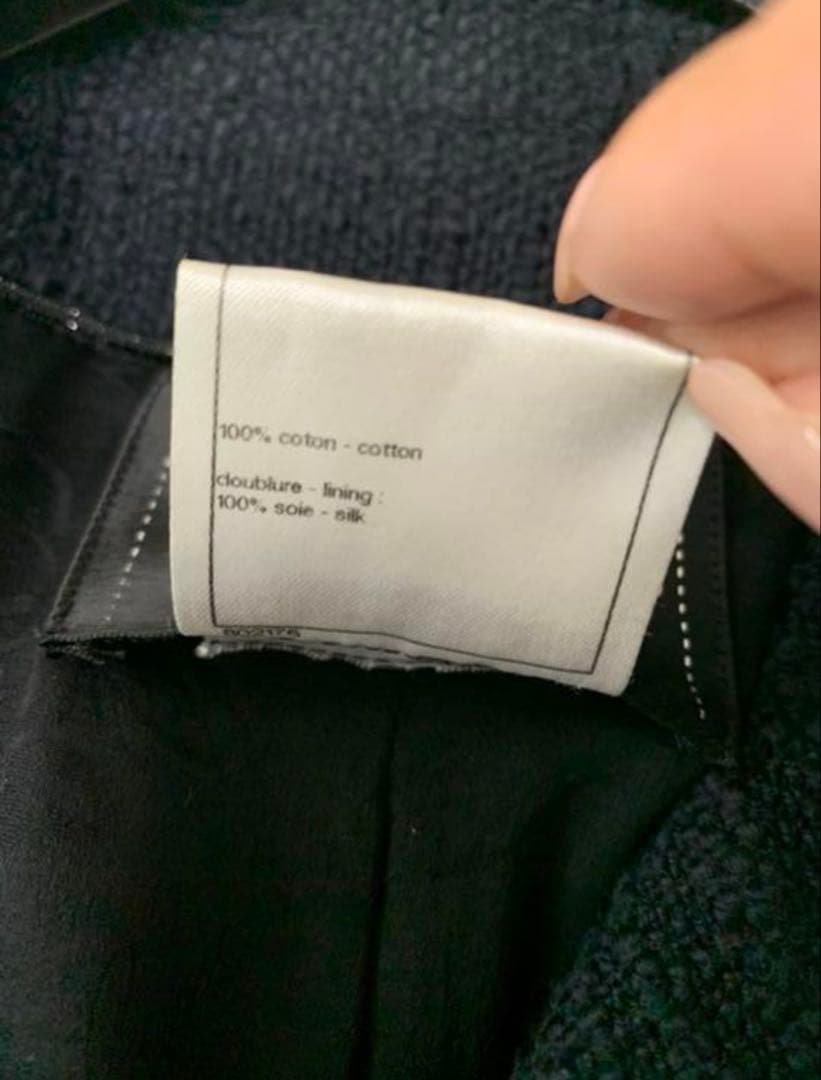 100% coton - cotton
doublure - lining :
100% soie - silk